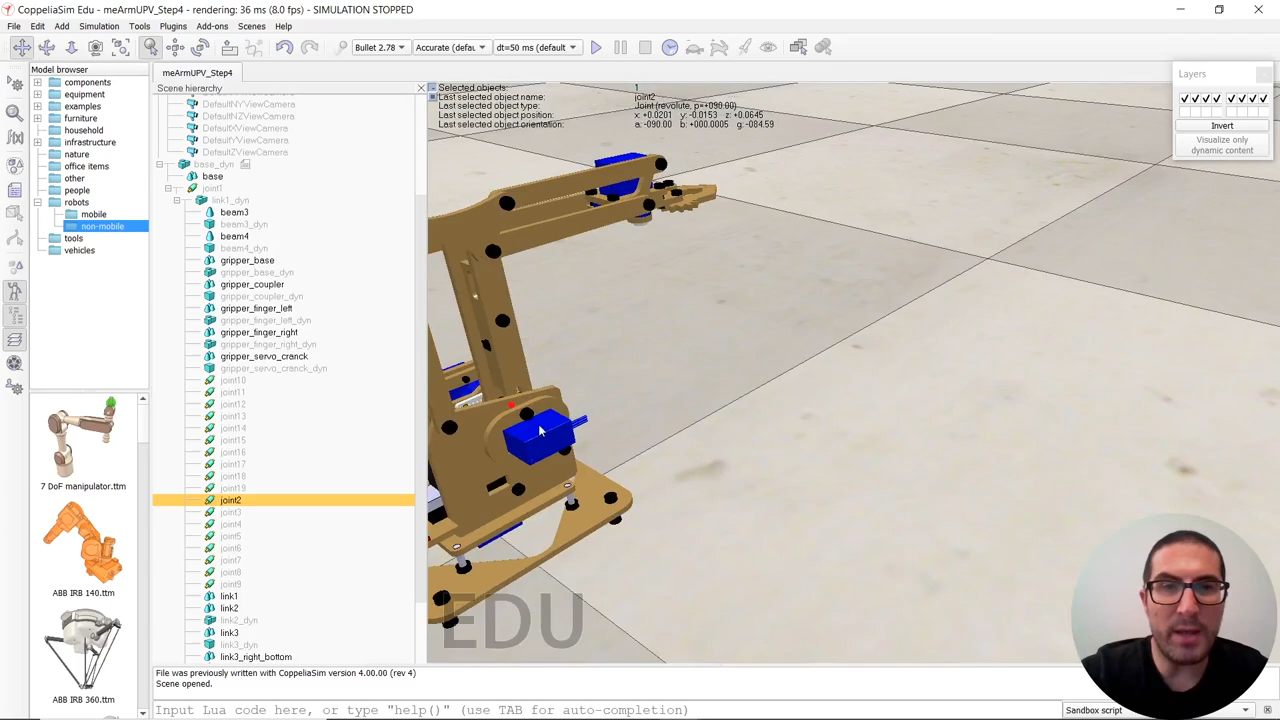 CoppeliaSim Edu - meArmUPV_Step4 - rendering: 36 ms (8.0 fps) - SIMULATION STOPPED
File Edit Add Simulation Tools Plugins Add-ons Scenes Help
Bullet 2.78 Accurate (defau dt=50 ms (default)
Model browser
components
equipment
examples
furniture
household
infrastructure
nature
office items
other
people
robots
mobile
non-mobile
tools
vehicles
7 DoF manipulator.ttm
ABB IRB 140.ttm
ABB IRB 360.ttm
meArmUPV_Step4
Scene hierarchy
DefaultNYViewCamera
DefaultNZViewCamera
DefaultXViewCamera
DefaultYViewCamera
DefaultZViewCamera
base_dyn
base
joint1
link1_dyn
beam3
beam3_dyn
beam4
beam4_dyn
gripper_base
gripper_base_dyn
gripper_coupler
gripper_coupler_dyn
gripper_finger_left
gripper_finger_left_dyn
gripper_finger_right
gripper_finger_right_dyn
gripper_servo_cranck
gripper_servo_cranck_dyn
joint10
joint11
joint12
joint13
joint14
joint15
joint16
joint17
joint18
joint19
joint2
joint3
joint4
joint5
joint6
joint7
joint8
joint9
link1
link2
link2_dyn
link3
link3_dyn
link3_right_bottom
Selected objects: 1
Last selected object name: joint2
Last selected object type: Joint (revolute, p=+090.00)
Last selected object position: x: +0.0201 y: -0.0153 z: +0.0645
Last selected object orientation: a: -090.00 b: +000.0005 g: -084.59
EDU
Layers
Invert
Visualize only
dynamic content
File was previously written with CoppeliaSim version 4.00.00 (rev 4)
Scene opened.
Input Lua code here, or type "help()" (use TAB for auto-completion)
Sandbox script